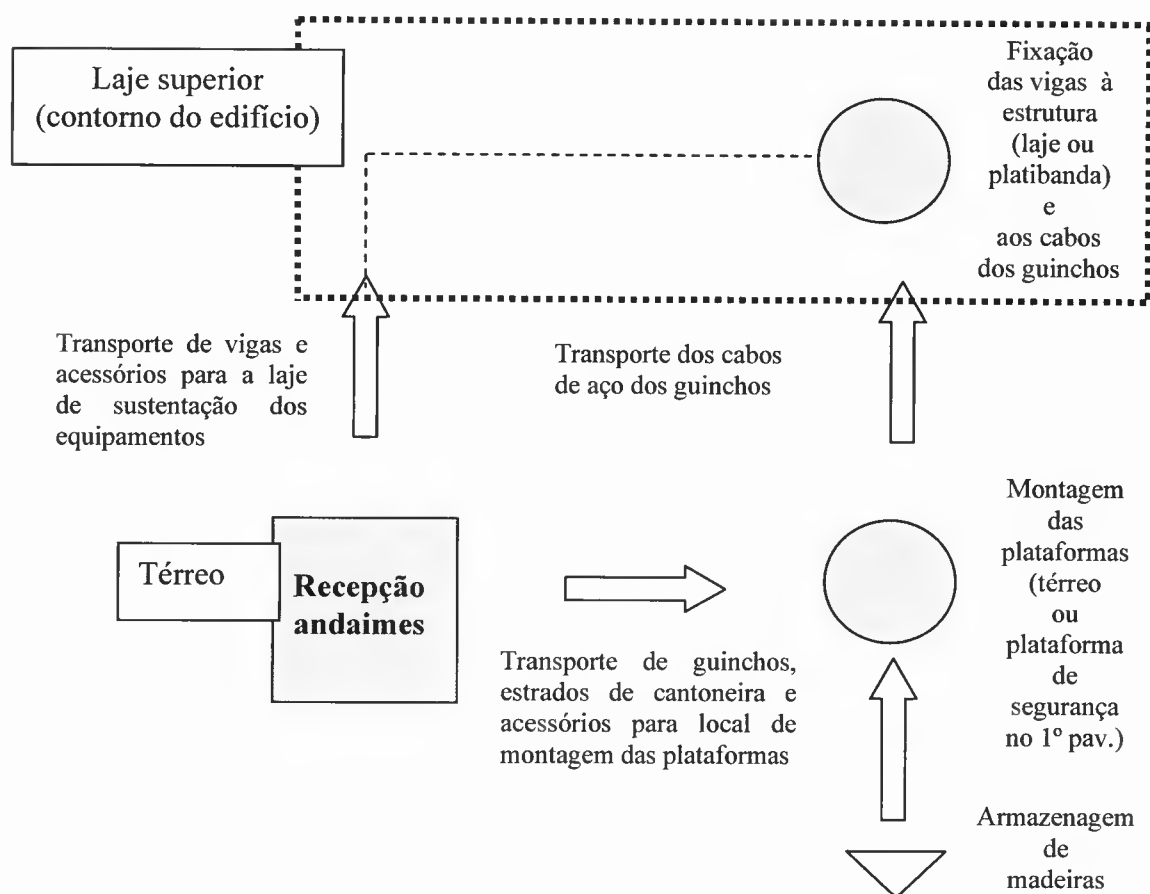 Laje superior
(contorno do edifício)
Fixação
das vigas à
estrutura
(laje ou
platibanda)
e
aos cabos
dos guinchos
Transporte de vigas e
acessórios para a laje
de sustentação dos
equipamentos
Transporte dos cabos
de aço dos guinchos
Térreo
Recepção
andaimes
Transporte de guinchos,
estrados de cantoneira e
acessórios para local de
montagem das plataformas
Montagem
das
plataformas
(térreo
ou
plataforma
de
segurança
no 1º pav.)
Armazenagem
de
madeiras